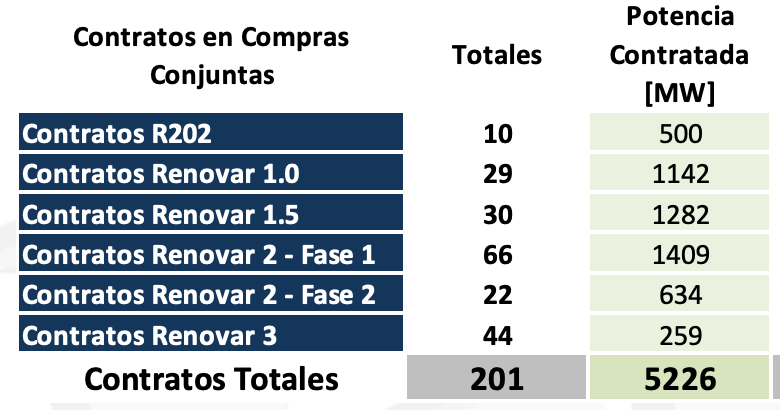 Contratos en Compras Conjuntas Totales Potencia Contratada [MW]
Contratos R202 10 500
Contratos Renovar 1.0 29 1142
Contratos Renovar 1.5 30 1282
Contratos Renovar 2 - Fase 1 66 1409
Contratos Renovar 2 - Fase 2 22 634
Contratos Renovar 3 44 259
Contratos Totales 201 5226